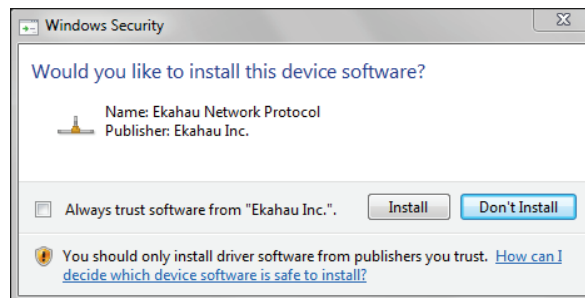 Windows Security
Would you like to install this device software?
Name: Ekahau Network Protocol
Publisher: Ekahau Inc.
Always trust software from "Ekahau Inc.".
Install
Don't Install
You should only install driver software from publishers you trust. How can I
decide which device software is safe to install?